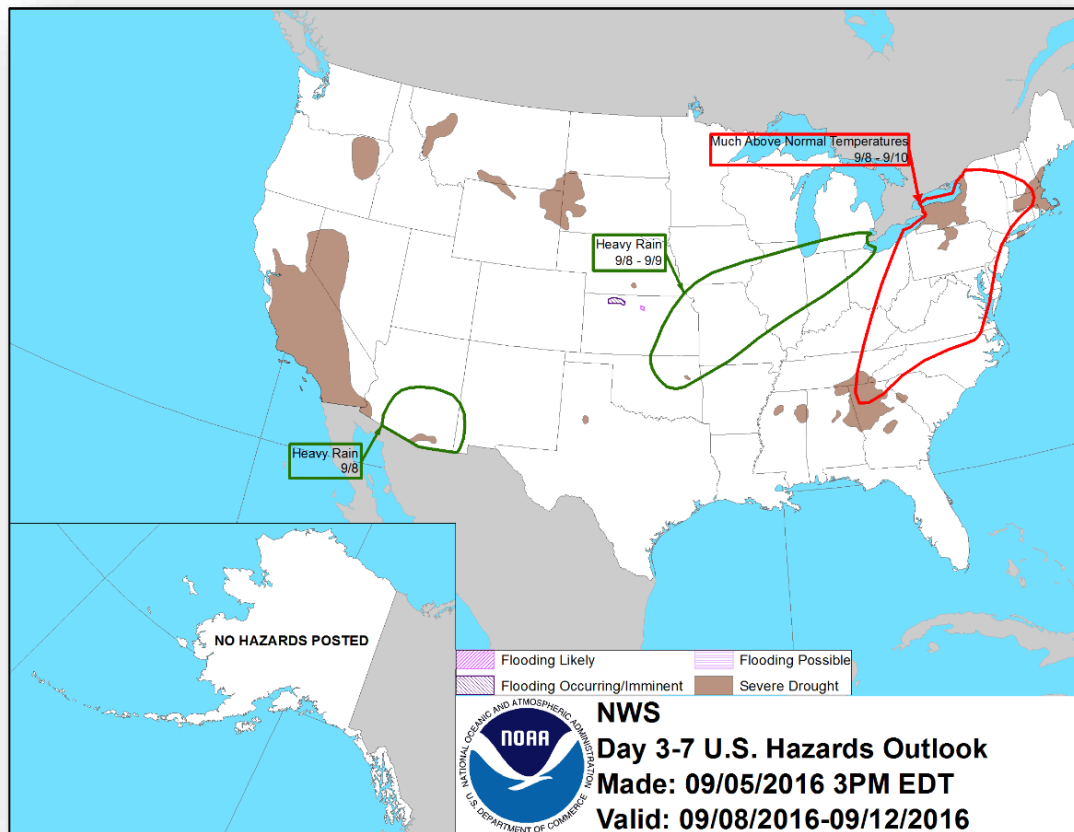 Much Above Normal Temperatures
9/8 - 9/10
Heavy Rain
9/8 - 9/9
Heavy Rain
9/8
NO HAZARDS POSTED
Flooding Likely
Flooding Possible
Flooding Occurring/Imminent
Severe Drought
NATIONAL OCEANIC AND ATMOSPHERIC ADMINISTRATION
NOAA
U.S. DEPARTMENT OF COMMERCE
NWS
Day 3-7 U.S. Hazards Outlook
Made: 09/05/2016 3PM EDT
Valid: 09/08/2016-09/12/2016